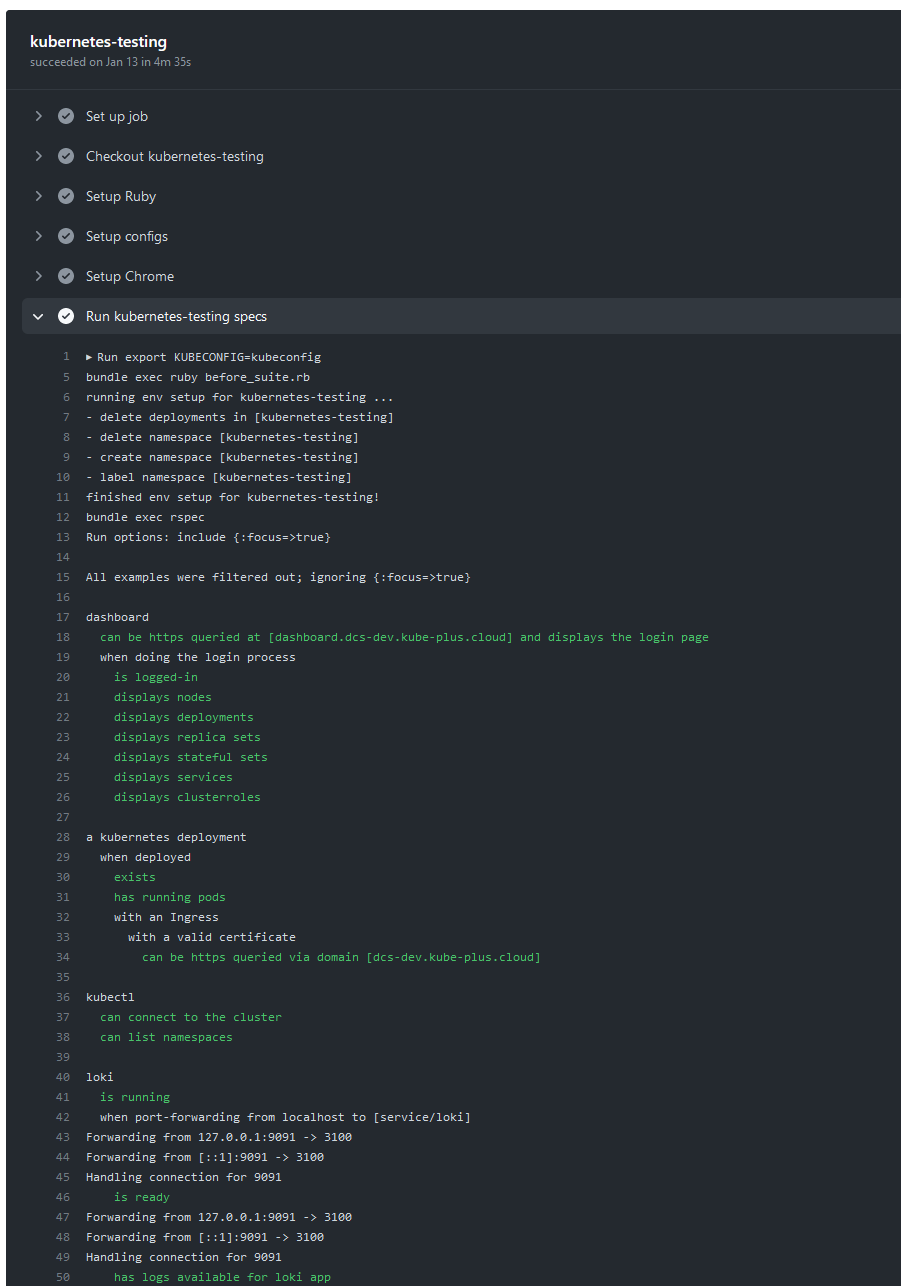 kubernetes-testing
succeeded on Jan 13 in 4m 35s
Set up job
Checkout kubernetes-testing
Setup Ruby
Setup configs
Setup Chrome
Run kubernetes-testing specs
1 ▸ Run export KUBECONFIG=kubeconfig
5 bundle exec ruby before_suite.rb
6 running env setup for kubernetes-testing ...
7 - delete deployments in [kubernetes-testing]
8 - delete namespace [kubernetes-testing]
9 - create namespace [kubernetes-testing]
10 - label namespace [kubernetes-testing]
11 finished env setup for kubernetes-testing!
12 bundle exec rspec
13 Run options: include {:focus=>true}
14
15 All examples were filtered out; ignoring {:focus=>true}
16
17 dashboard
18 can be https queried at [dashboard.dcs-dev.kube-plus.cloud] and displays the login page
19 when doing the login process
20 is logged-in
21 displays nodes
22 displays deployments
23 displays replica sets
24 displays stateful sets
25 displays services
26 displays clusterroles
27
28 a kubernetes deployment
29 when deployed
30 exists
31 has running pods
32 with an Ingress
33 with a valid certificate
34 can be https queried via domain [dcs-dev.kube-plus.cloud]
35
36 kubectl
37 can connect to the cluster
38 can list namespaces
39
40 loki
41 is running
42 when port-forwarding from localhost to [service/loki]
43 Forwarding from 127.0.0.1:9091 -> 3100
44 Forwarding from [::1]:9091 -> 3100
45 Handling connection for 9091
46 is ready
47 Forwarding from 127.0.0.1:9091 -> 3100
48 Forwarding from [::1]:9091 -> 3100
49 Handling connection for 9091
50 has logs available for loki app